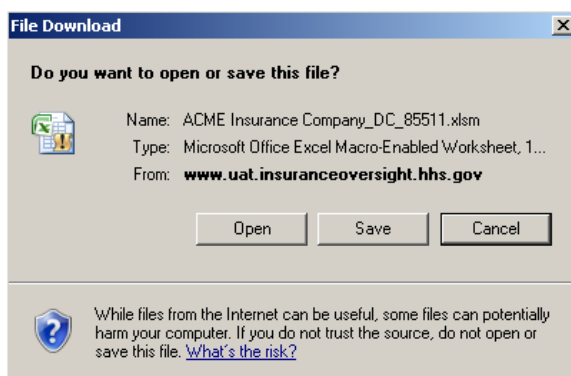 File Download
Do you want to open or save this file?
Name: ACME Insurance Company_DC_85511.xlsm
Type: Microsoft Office Excel Macro-Enabled Worksheet, 1...
From: www.uat.insuranceoversight.hhs.gov
Open Save Cancel
While files from the Internet can be useful, some files can potentially
harm your computer. If you do not trust the source, do not open or
save this file. What's the risk?